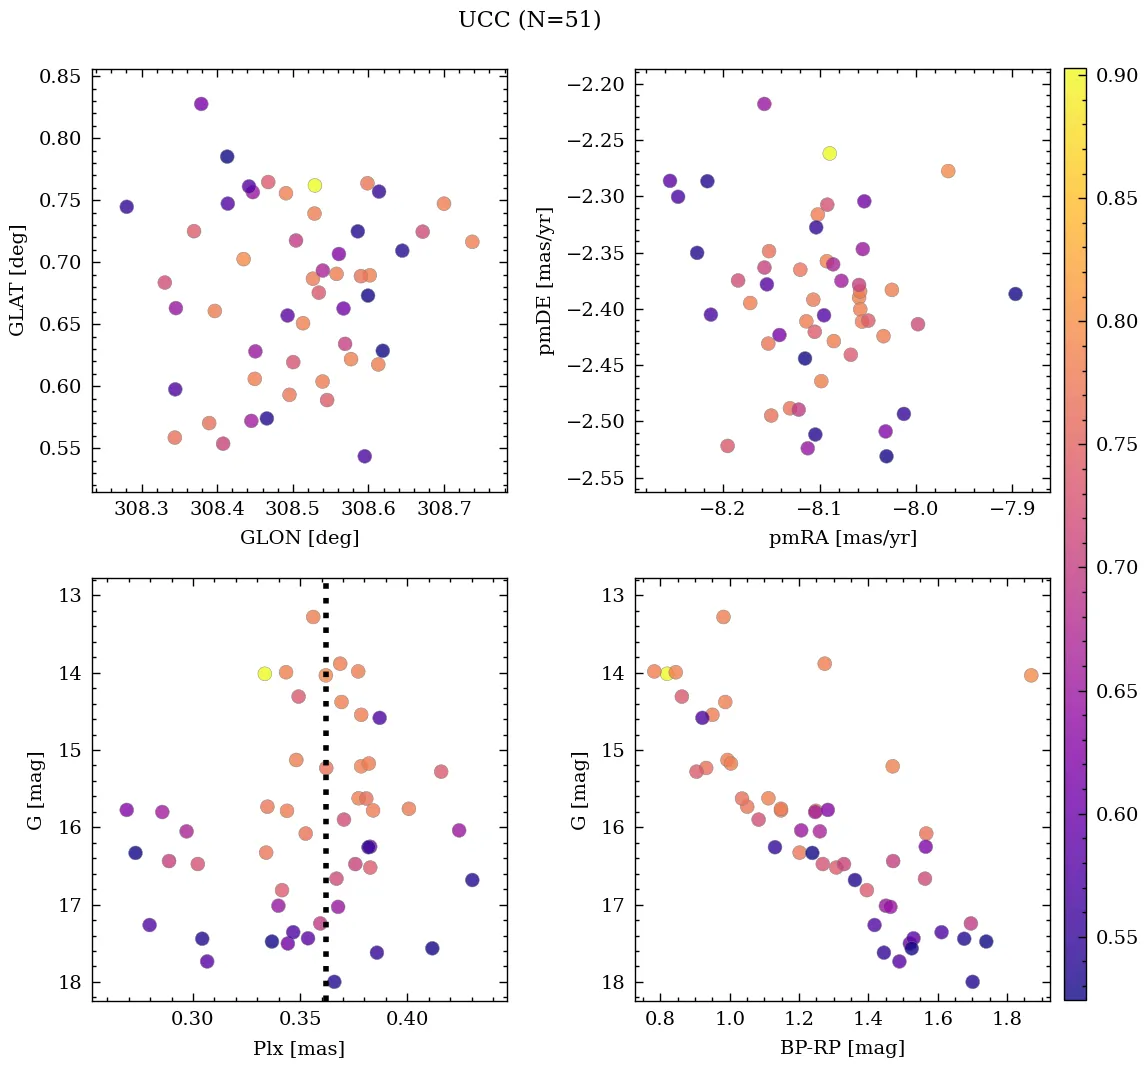 UCC (N=51)
0.85
0.80
0.75
0.70
0.65
0.60
0.55
GLAT [deg]
308.3 308.4 308.5 308.6 308.7
GLON [deg]
−2.20
−2.25
−2.30
−2.35
−2.40
−2.45
−2.50
−2.55
pmDE [mas/yr]
−8.2 −8.1 −8.0 −7.9
pmRA [mas/yr]
0.90
0.85
0.80
0.75
0.70
0.65
0.60
0.55
13
14
15
16
17
18
G [mag]
0.30 0.35 0.40
Plx [mas]
13
14
15
16
17
18
G [mag]
0.8 1.0 1.2 1.4 1.6 1.8
BP-RP [mag]